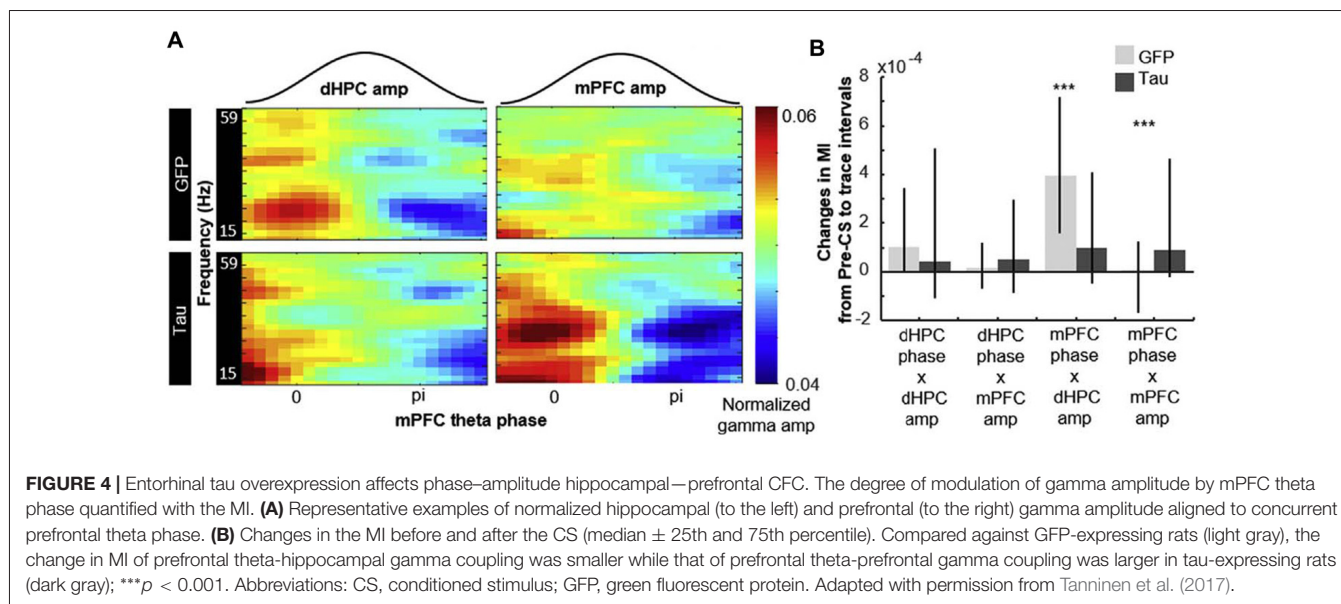 A
dHPC amp
mPFC amp
GFP
Tau
Frequency (Hz)
59
15
59
15
0
pi
0
pi
mPFC theta phase
0.06
0.04
Normalized
gamma amp
B
x10-4
GFP
Tau
Changes in MI
from Pre-CS to trace intervals
8
6
4
2
0
-2
***
***
dHPC
phase
x
dHPC
amp
dHPC
phase
x
mPFC
amp
mPFC
phase
x
dHPC
amp
mPFC
phase
x
mPFC
amp
FIGURE 4 | Entorhinal tau overexpression affects phase–amplitude hippocampal—prefrontal CFC. The degree of modulation of gamma amplitude by mPFC theta
phase quantified with the MI. (A) Representative examples of normalized hippocampal (to the left) and prefrontal (to the right) gamma amplitude aligned to concurrent
prefrontal theta phase. (B) Changes in the MI before and after the CS (median ± 25th and 75th percentile). Compared against GFP-expressing rats (light gray), the
change in MI of prefrontal theta-hippocampal gamma coupling was smaller while that of prefrontal theta-prefrontal gamma coupling was larger in tau-expressing rats
(dark gray); ***p < 0.001. Abbreviations: CS, conditioned stimulus; GFP, green fluorescent protein. Adapted with permission from Tanninen et al. (2017).